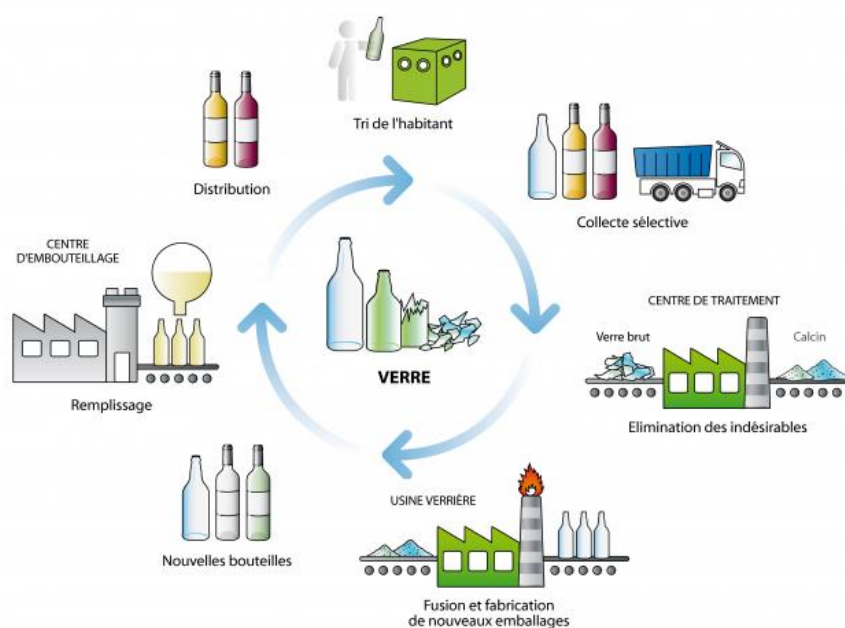 Tri de l'habitant
Distribution
Collecte sélective
CENTRE
D'EMBOUTEILLAGE
CENTRE DE TRAITEMENT
Verre brut
Calcin
VERRE
Remplissage
Elimination des indésirables
USINE VERRIÈRE
Nouvelles bouteilles
Fusion et fabrication
de nouveaux emballages